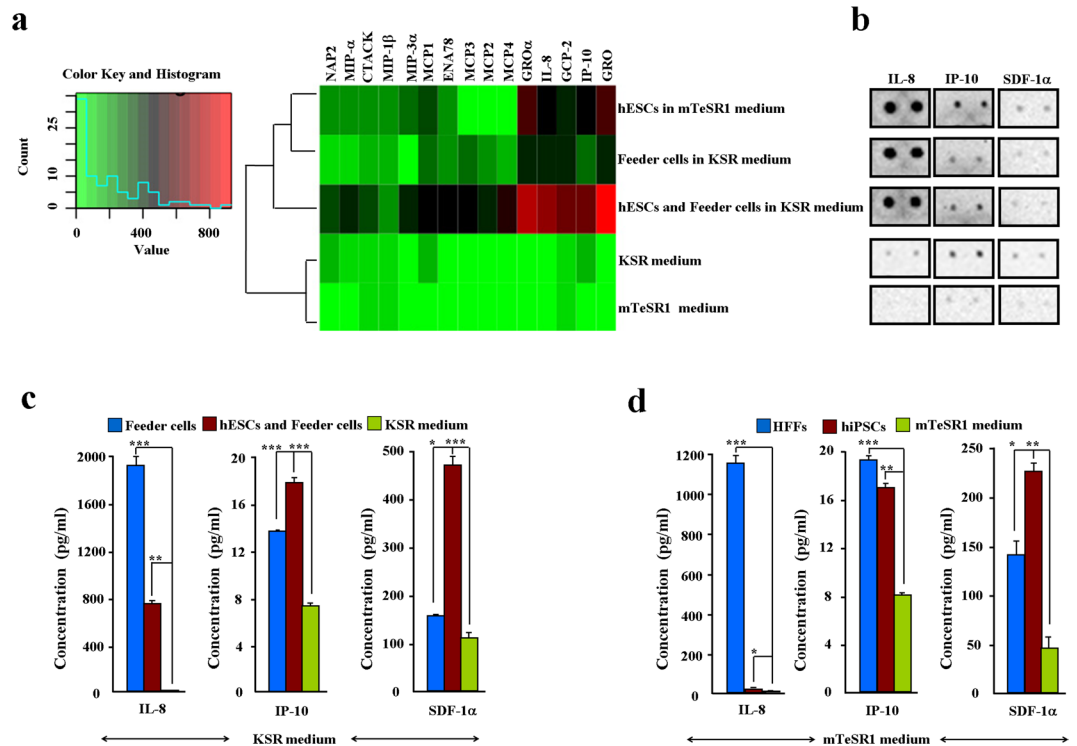 a
b
NAP2
MIP-α
CTACK
MIP-1β
MIP-3α
MCP1
ENA78
MCP3
MCP2
MCP4
GROα
IL-8
GCP-2
IP-10
GRO
Color Key and Histogram
Count
0
10
25
0 400 800
Value
hESCs in mTeSR1 medium
Feeder cells in KSR medium
hESCs and Feeder cells in KSR medium
KSR medium
mTeSR1 medium
IL-8 IP-10 SDF-1α
c
Feeder cells hESCs and Feeder cells KSR medium
Concentration (pg/ml)
2000
1600
1200
800
400
0
***
**
IL-8
Concentration (pg/ml)
20
16
12
8
4
0
*** ***
IP-10
Concentration (pg/ml)
500
400
300
200
100
0
* ***
SDF-1α
KSR medium
d
HFFs hiPSCs mTeSR1 medium
Concentration (pg/ml)
1200
1000
800
600
400
200
0
***
*
IL-8
Concentration (pg/ml)
20
16
12
8
4
0
***
**
IP-10
Concentration (pg/ml)
250
200
150
100
50
0
* **
SDF-1α
mTeSR1 medium